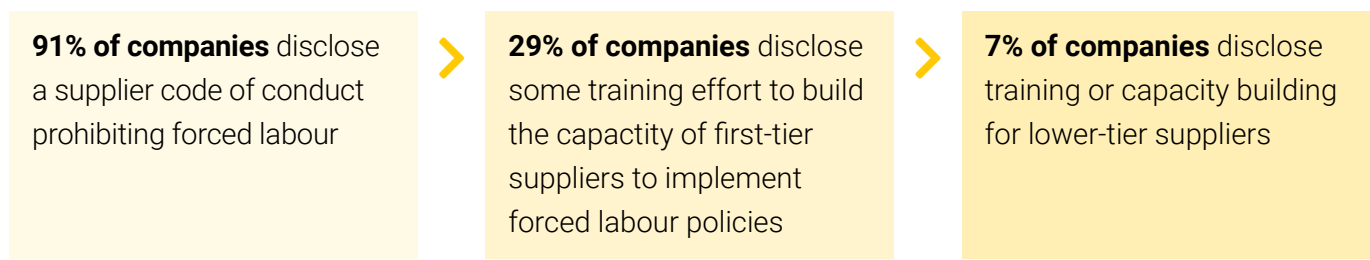 91% of companies disclose
a supplier code of conduct
prohibiting forced labour
29% of companies disclose
some training effort to build
the capactity of first-tier
suppliers to implement
forced labour policies
7% of companies disclose
training or capacity building
for lower-tier suppliers